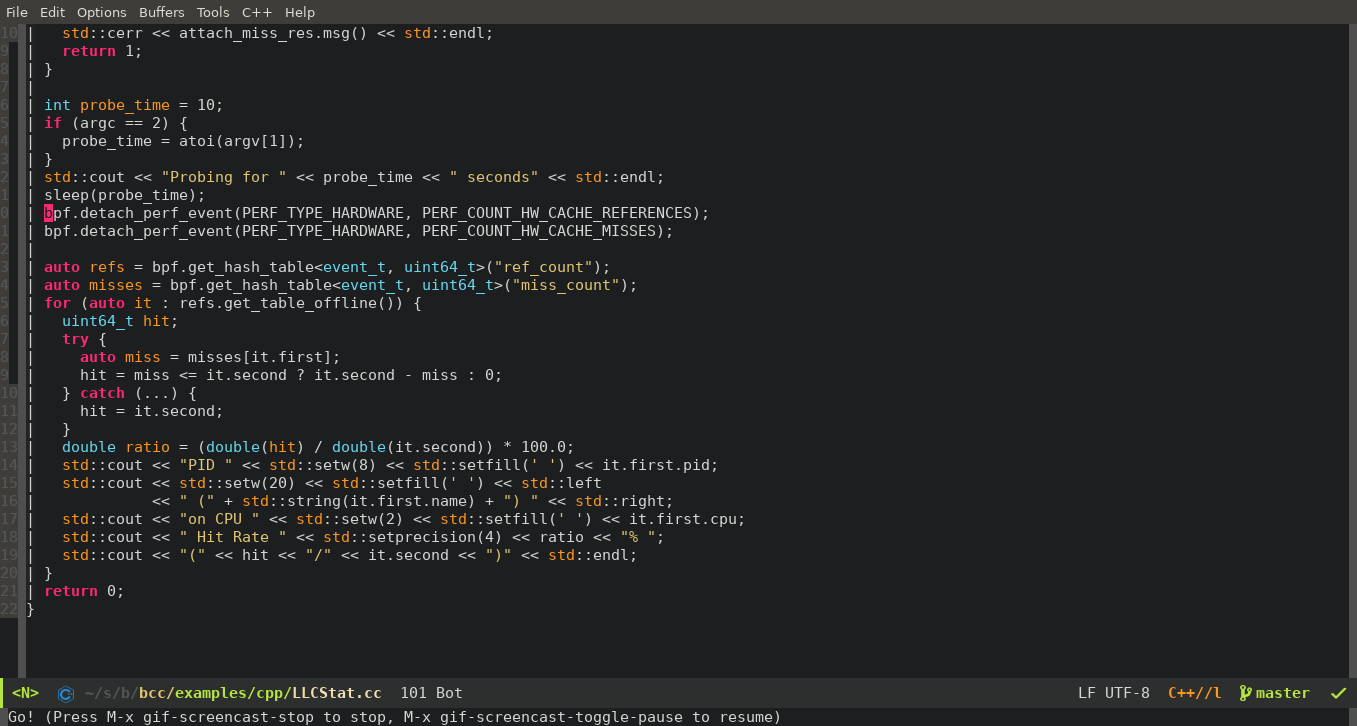 File Edit Options Buffers Tools C++ Help
10|   std::cerr << attach_miss_res.msg() << std::endl;
9|   return 1;
8| }
7|
6| int probe_time = 10;
5| if (argc == 2) {
4|   probe_time = atoi(argv[1]);
3| }
2| std::cout << "Probing for " << probe_time << " seconds" << std::endl;
1| sleep(probe_time);
0| bpf.detach_perf_event(PERF_TYPE_HARDWARE, PERF_COUNT_HW_CACHE_REFERENCES);
1| bpf.detach_perf_event(PERF_TYPE_HARDWARE, PERF_COUNT_HW_CACHE_MISSES);
2|
3| auto refs = bpf.get_hash_table<event_t, uint64_t>("ref_count");
4| auto misses = bpf.get_hash_table<event_t, uint64_t>("miss_count");
5| for (auto it : refs.get_table_offline()) {
6|   uint64_t hit;
7|   try {
8|     auto miss = misses[it.first];
9|     hit = miss <= it.second ? it.second - miss : 0;
10|   } catch (...) {
11|     hit = it.second;
12|   }
13|   double ratio = (double(hit) / double(it.second)) * 100.0;
14|   std::cout << "PID " << std::setw(8) << std::setfill(' ') << it.first.pid;
15|   std::cout << std::setw(20) << std::setfill(' ') << std::left
16|             << " (" + std::string(it.first.name) + ") " << std::right;
17|   std::cout << "on CPU " << std::setw(2) << std::setfill(' ') << it.first.cpu;
18|   std::cout << " Hit Rate " << std::setprecision(4) << ratio << "% ";
19|   std::cout << "(" << hit << "/" << it.second << ")" << std::endl;
20| }
21| return 0;
22}
<N> C ~/s/b/bcc/examples/cpp/LLCStat.cc 101 Bot LF UTF-8 C++//l master
Go! (Press M-x gif-screencast-stop to stop, M-x gif-screencast-toggle-pause to resume)